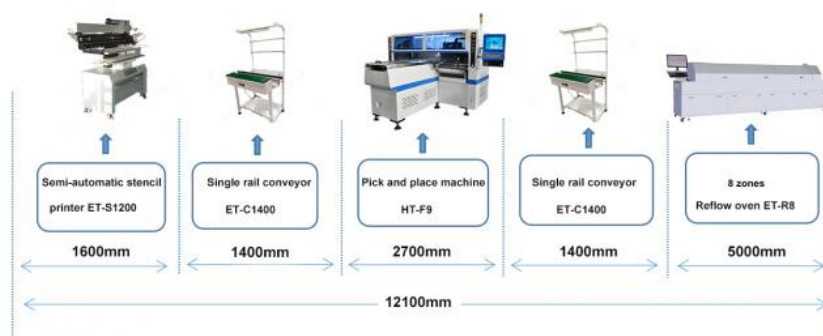 Semi-automatic stencil
printer ET-S1200
Single rail conveyor
ET-C1400
Pick and place machine
HT-F9
Single rail conveyor
ET-C1400
8 zones
Reflow oven ET-R8
1600mm
1400mm
2700mm
1400mm
5000mm
12100mm